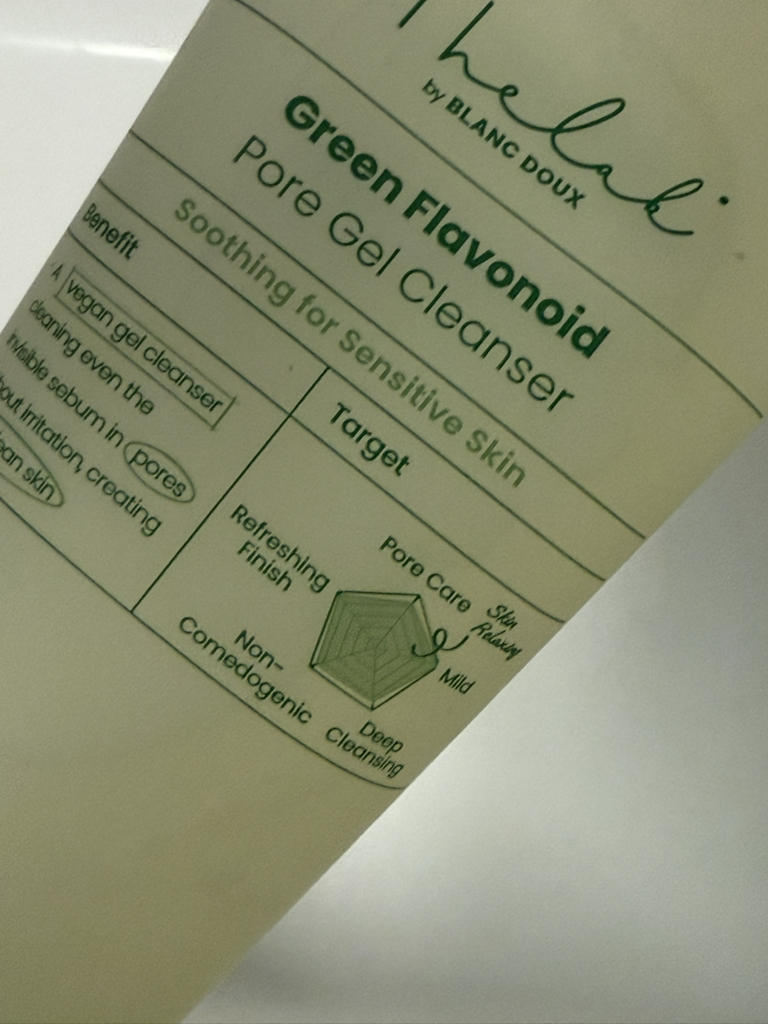 Thelab
by BLANC DOUX
Green Flavonoid
Pore Gel Cleanser
Soothing for Sensitive Skin
Benefit
A vegan gel cleanser
cleaning even the
invisible sebum in pores
irritation, creating
skin
Target
Pore Care
Skin
Relaxing
Mild
Deep
Cleansing
Non-
Comedogenic
Refreshing
Finish